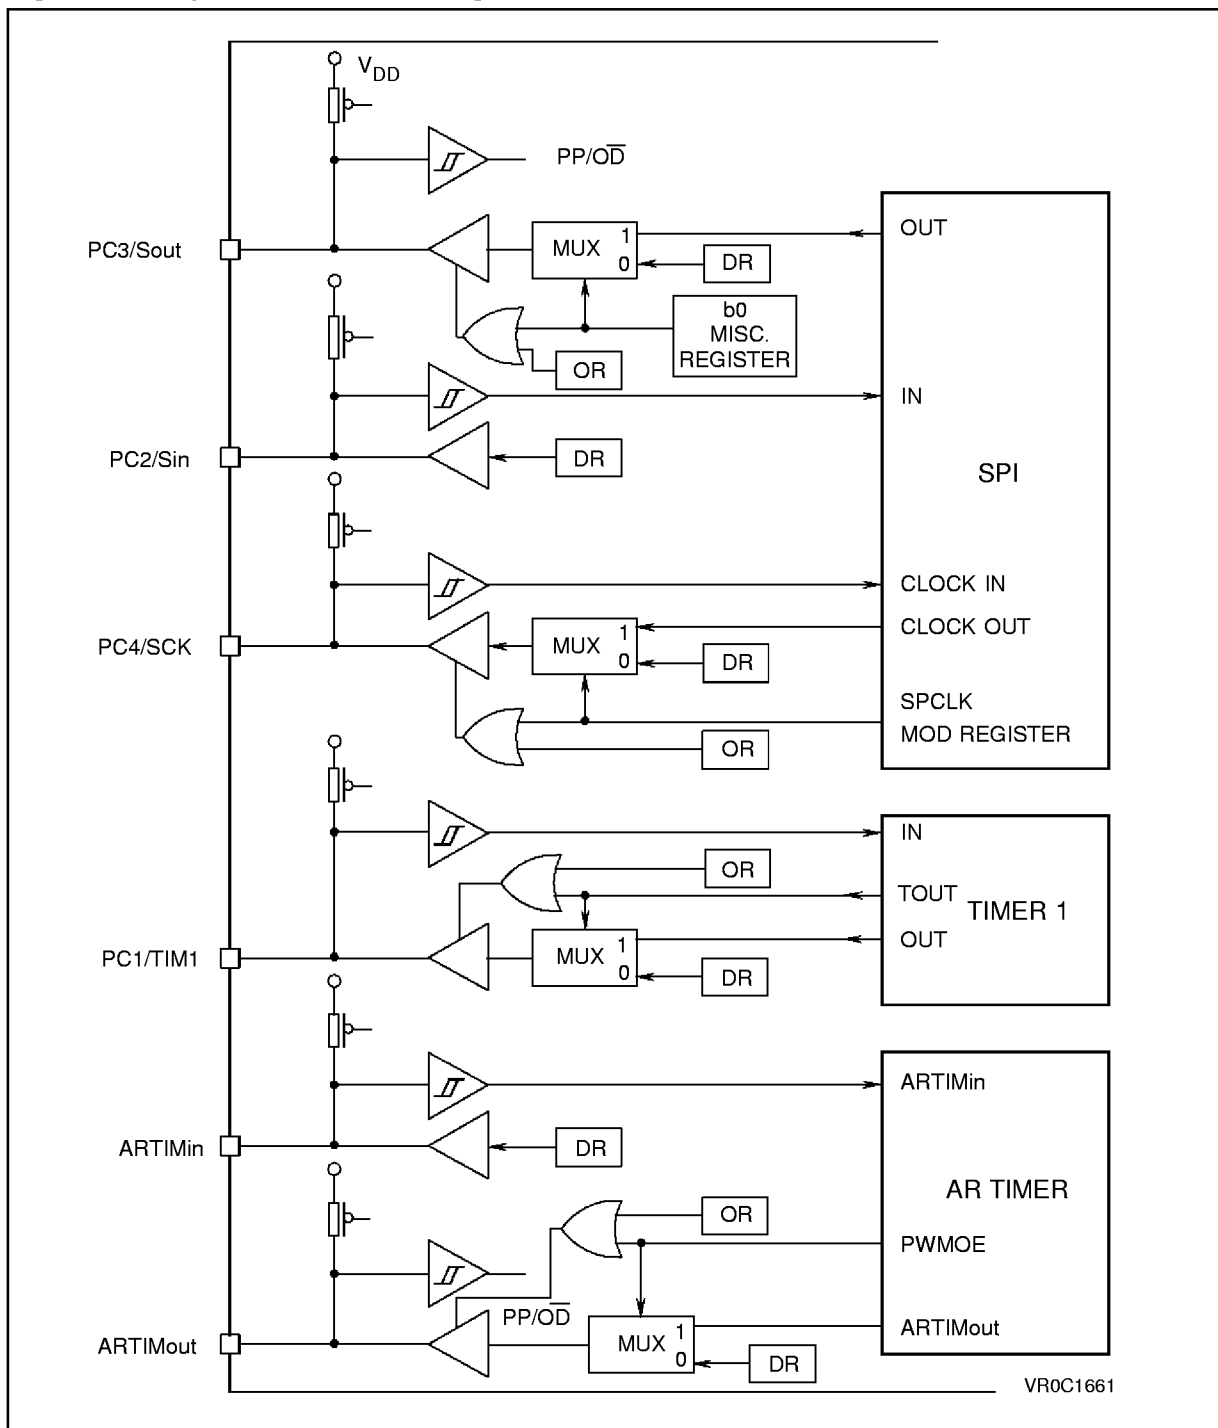 V_DD
PP/O̅D̅
PC3/Sout
MUX 1
0
OUT
DR
b0
MISC.
REGISTER
OR
IN
PC2/Sin
DR
SPI
CLOCK IN
PC4/SCK
MUX 1
0
CLOCK OUT
DR
SPCLK
MOD REGISTER
OR
IN
OR
TOUT
TIMER 1
PC1/TIM1
MUX 1
0
OUT
DR
ARTIMin
ARTIMin
DR
AR TIMER
OR
PWMOE
PP/O̅D̅
ARTIMout
MUX 1
0
ARTIMout
DR
VR0C1661